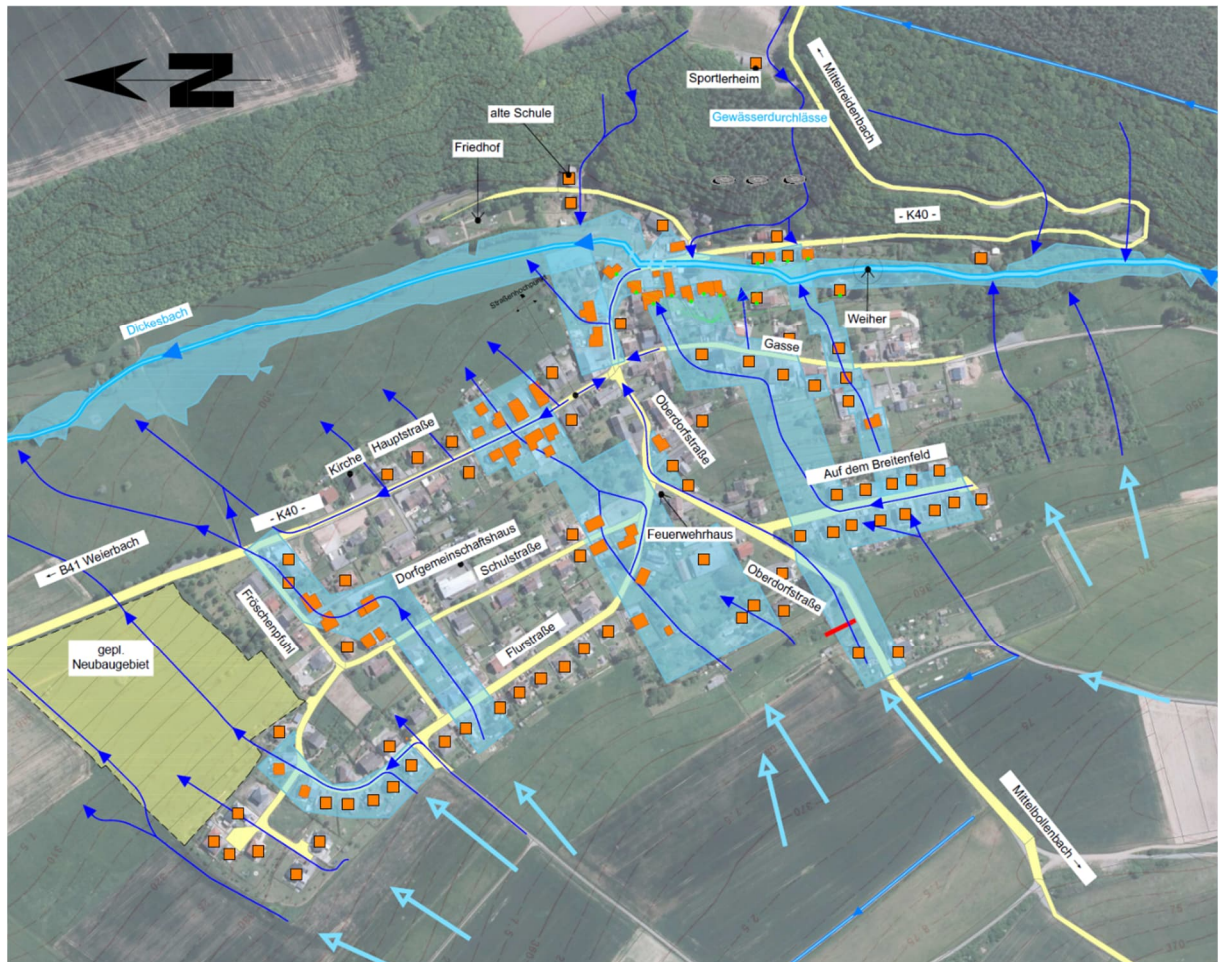 N
Sportlerheim
← Mittelreidenbach
alte Schule
Gewässerdurchlässe
Friedhof
- K40 -
Straßenhochpunkt
Dickesbach
Weiher
Gasse
Oberdorfstraße
Hauptstraße
Kirche
Auf dem Breitenfeld
- K40 -
Feuerwehrhaus
Dorfgemeinschaftshaus
Schulstraße
← B41 Weierbach
Oberdorfstraße
Fröschenpfuhl
Flurstraße
gepl.
Neubaugebiet
Mittelbollenbach →